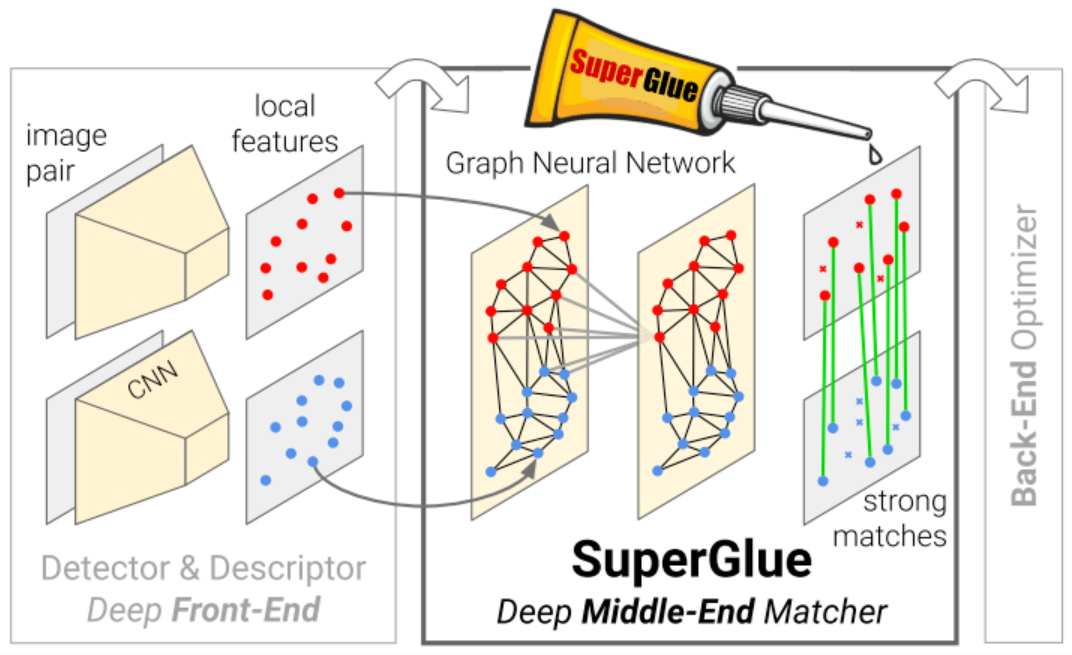 image
pair
local
features
CNN
Detector & Descriptor
Deep Front-End
SuperGlue
Graph Neural Network
strong
matches
SuperGlue
Deep Middle-End Matcher
Back-End Optimizer